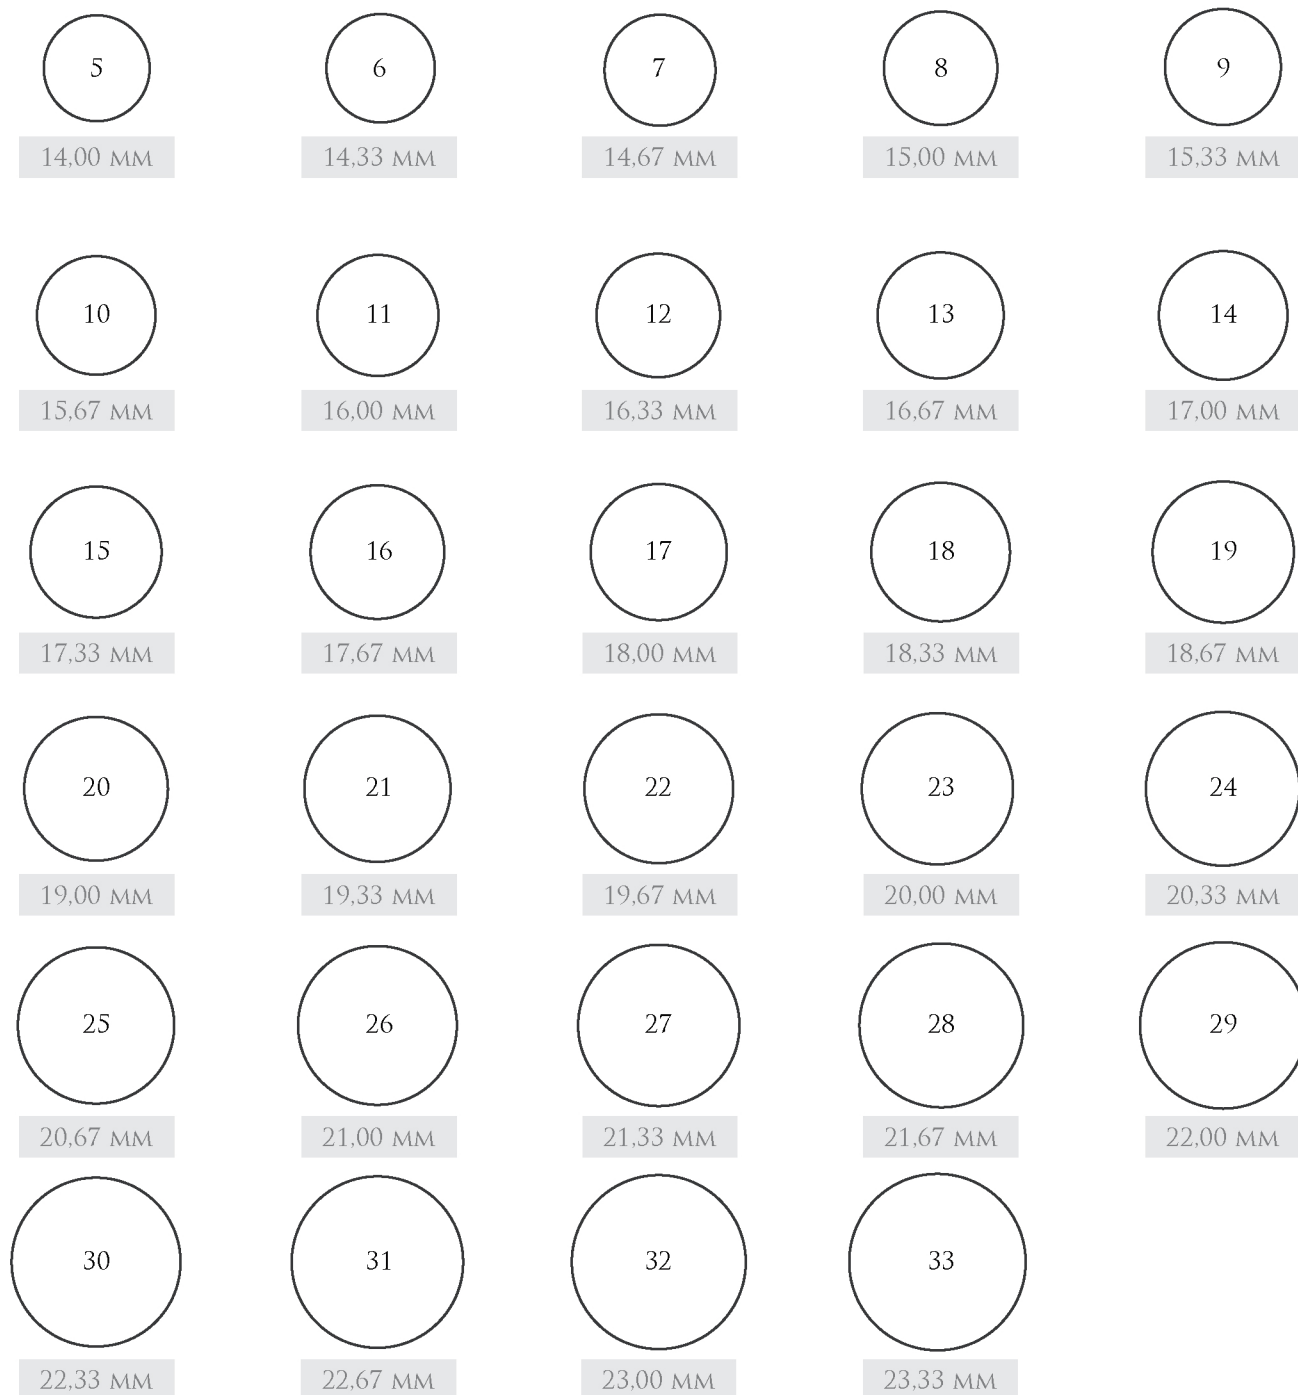 5 6 7 8 9
14,00 мм 14,33 мм 14,67 мм 15,00 мм 15,33 мм
10 11 12 13 14
15,67 мм 16,00 мм 16,33 мм 16,67 мм 17,00 мм
15 16 17 18 19
17,33 мм 17,67 мм 18,00 мм 18,33 мм 18,67 мм
20 21 22 23 24
19,00 мм 19,33 мм 19,67 мм 20,00 мм 20,33 мм
25 26 27 28 29
20,67 мм 21,00 мм 21,33 мм 21,67 мм 22,00 мм
30 31 32 33
22,33 мм 22,67 мм 23,00 мм 23,33 мм